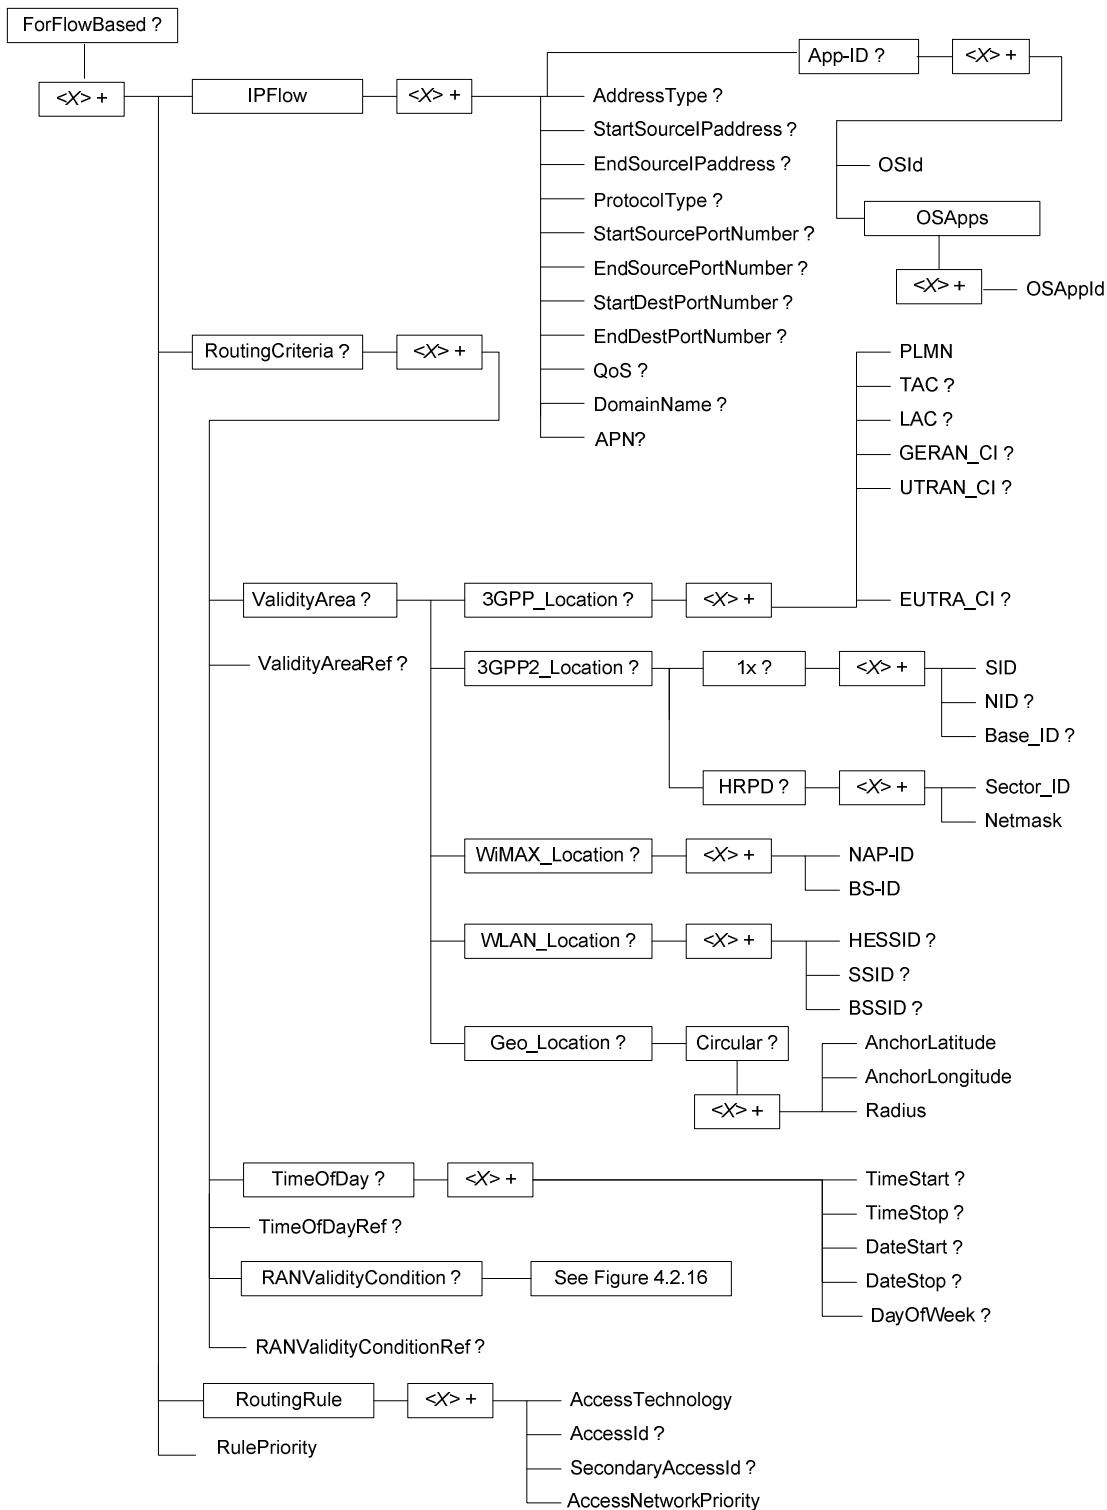 ForFlowBased ?
<X> +
IPFlow
<X> +
App-ID ?
<X> +
AddressType ?
StartSourceIPaddress ?
EndSourceIPaddress ?
ProtocolType ?
StartSourcePortNumber ?
EndSourcePortNumber ?
StartDestPortNumber ?
EndDestPortNumber ?
QoS ?
DomainName ?
APN?
OSId
OSApps
<X> +
OSAppId
RoutingCriteria ?
<X> +
ValidityArea ?
3GPP_Location ?
<X> +
PLMN
TAC ?
LAC ?
GERAN_CI ?
UTRAN_CI ?
EUTRA_CI ?
ValidityAreaRef ?
3GPP2_Location ?
1x ?
<X> +
SID
NID ?
Base_ID ?
HRPD ?
<X> +
Sector_ID
Netmask
WiMAX_Location ?
<X> +
NAP-ID
BS-ID
WLAN_Location ?
<X> +
HESSID ?
SSID ?
BSSID ?
Geo_Location ?
Circular ?
<X> +
AnchorLatitude
AnchorLongitude
Radius
TimeOfDay ?
<X> +
TimeStart ?
TimeStop ?
DateStart ?
DateStop ?
DayOfWeek ?
TimeOfDayRef ?
RANValidityCondition ?
See Figure 4.2.16
RANValidityConditionRef ?
RoutingRule
<X> +
AccessTechnology
AccessId ?
SecondaryAccessId ?
AccessNetworkPriority
RulePriority